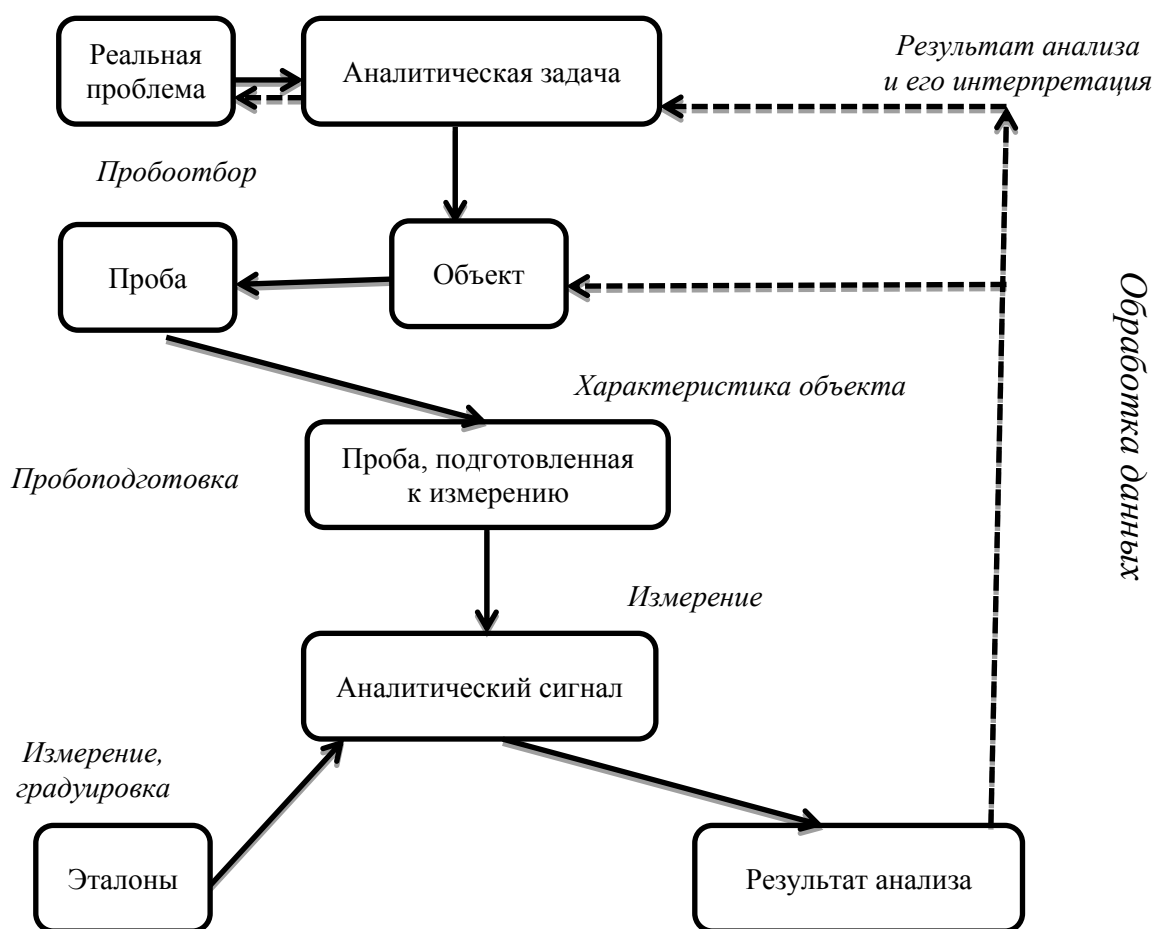 Реальная
проблема
Аналитическая задача
Результат анализа
и его интерпретация
Пробоотбор
Проба
Объект
Обработка данных
Характеристика объекта
Пробоподготовка
Проба, подготовленная
к измерению
Измерение
Аналитический сигнал
Измерение,
градуировка
Эталоны
Результат анализа